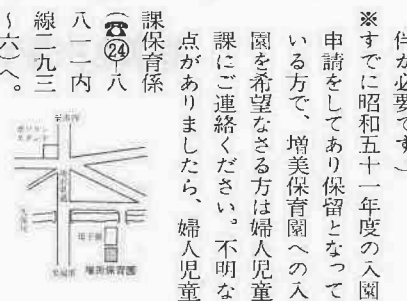 伴が必要です。)
※すでに昭和五十一年度の入園
申請をしてあり保留となって
いる方で、増美保育園への入
園を希望なさる方は婦人児童
課にご連絡ください。不明な
点がありましたら、婦人児童
課保育係
(☎㉔-八
八一一内
線二九三
〜六)へ。
増美保育園